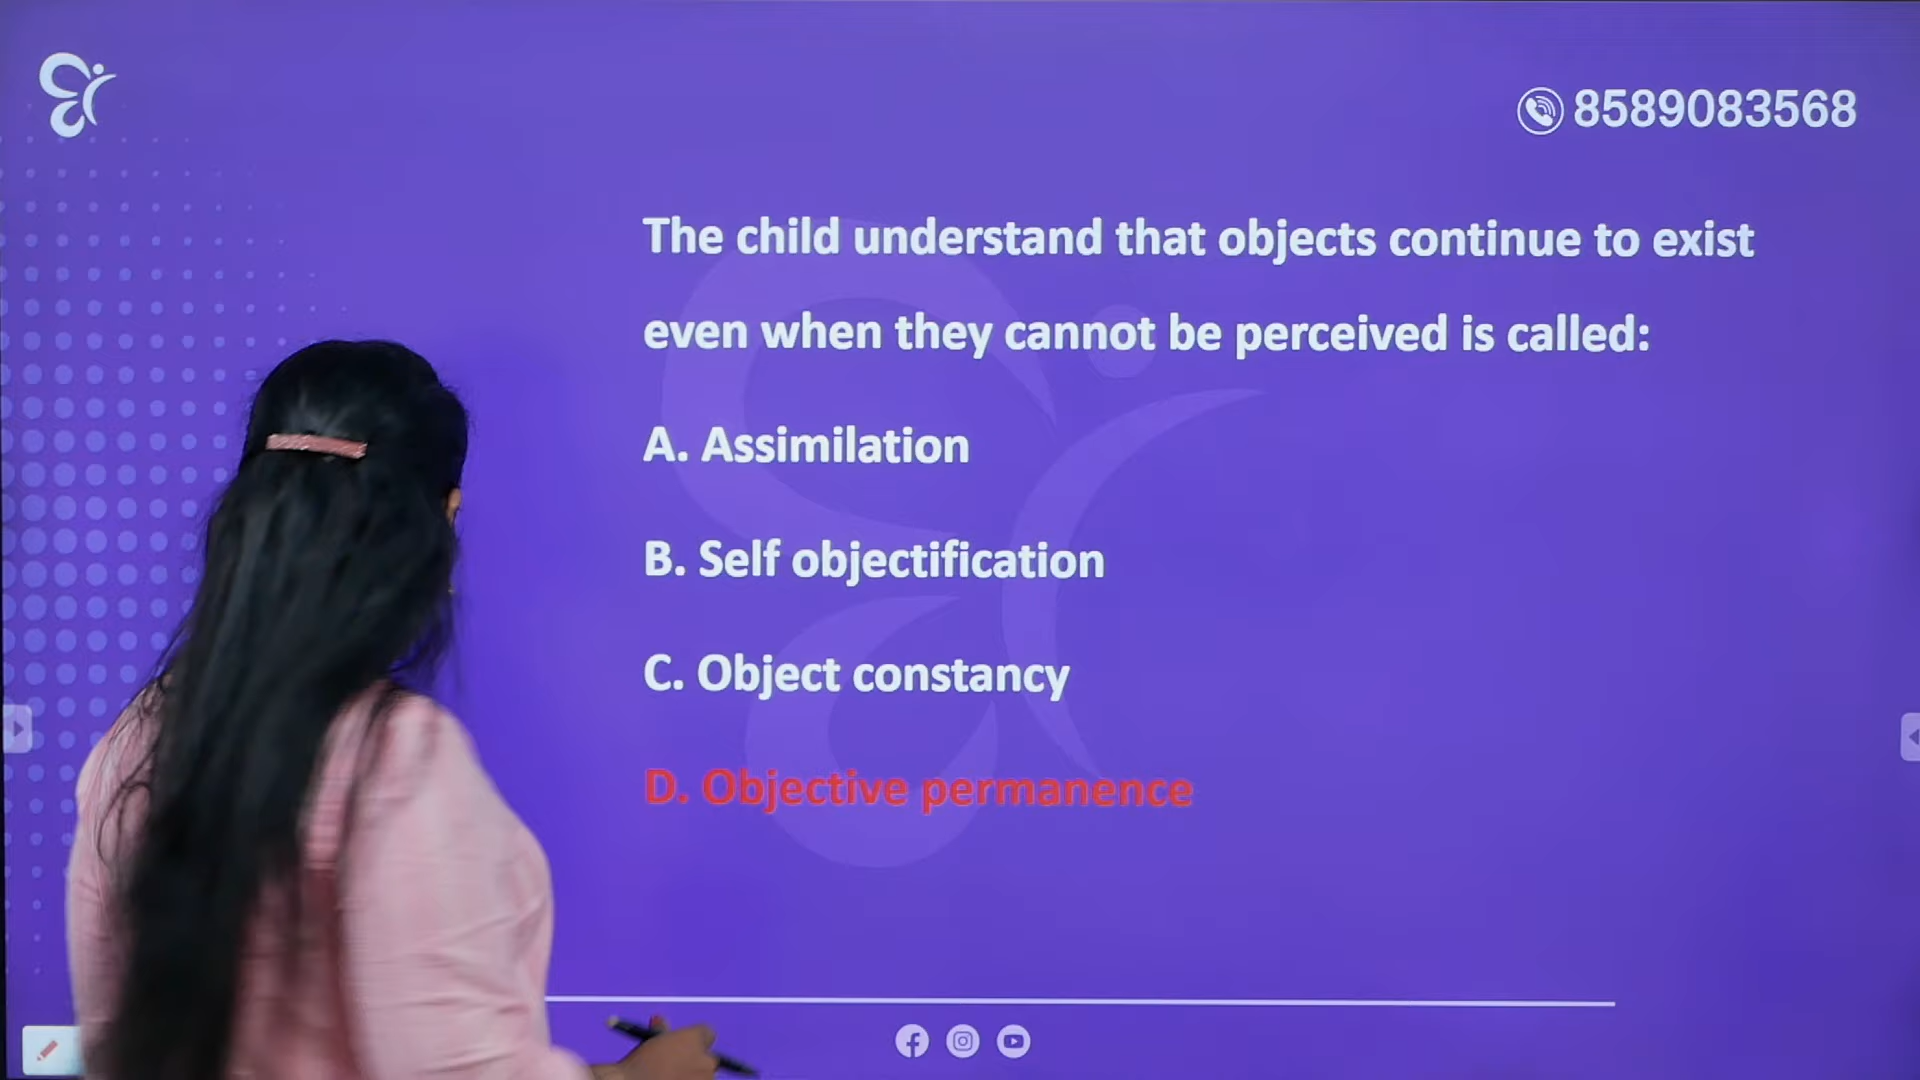 8589083568
The child understand that objects continue to exist
even when they cannot be perceived is called:
A. Assimilation
B. Self objectification
C. Object constancy
D. Objective permanence